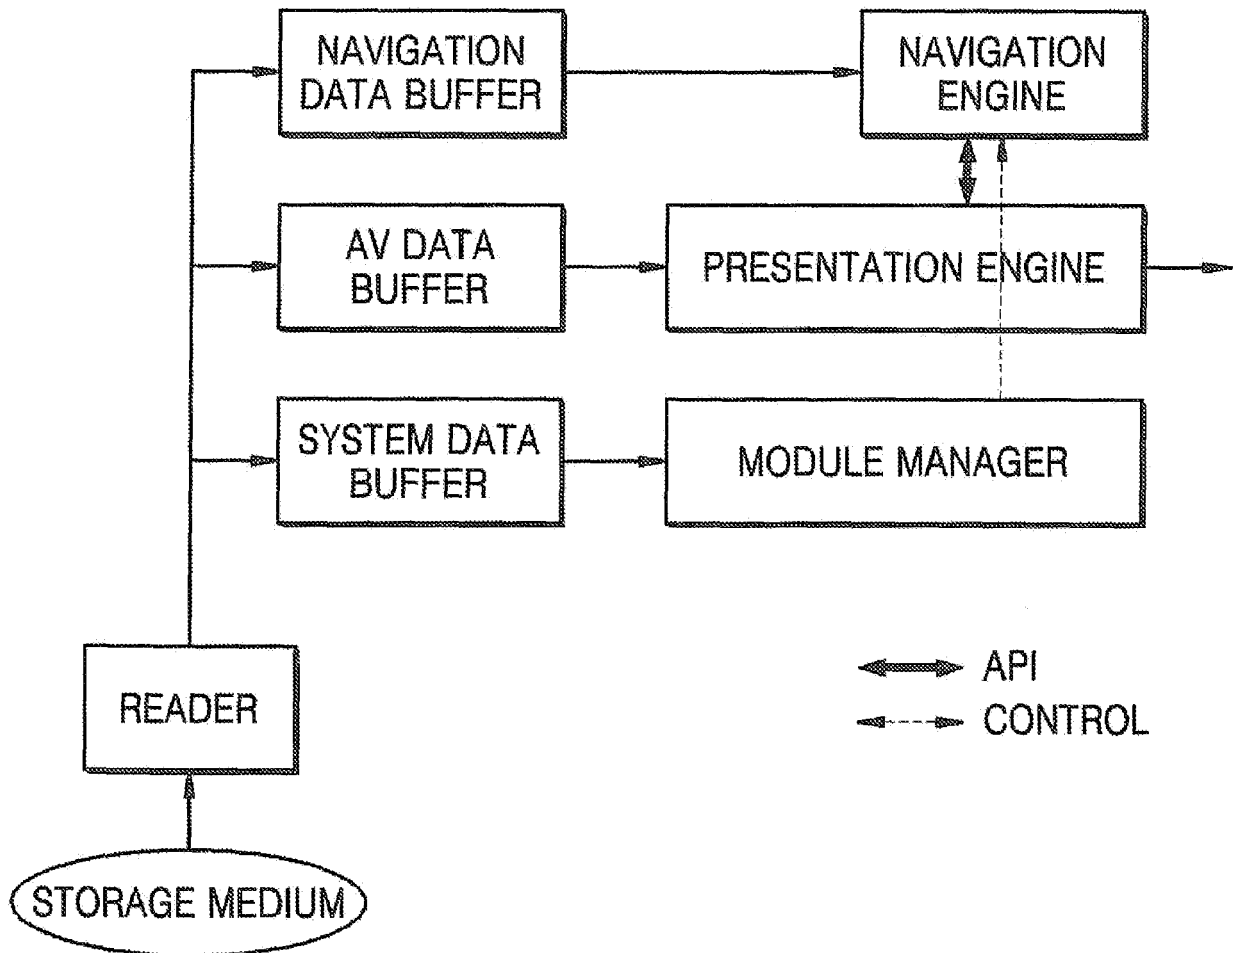 NAVIGATION
DATA BUFFER
NAVIGATION
ENGINE
AV DATA
BUFFER
PRESENTATION ENGINE
SYSTEM DATA
BUFFER
MODULE MANAGER
READER
API
CONTROL
STORAGE MEDIUM